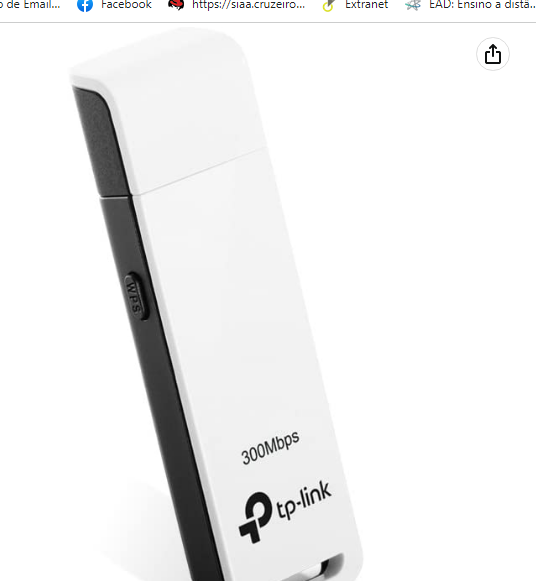 o de Email... Facebook https://siaa.cruzeiro... Extranet EAD: Ensino a distâ...
WPS
300Mbps
tp-link